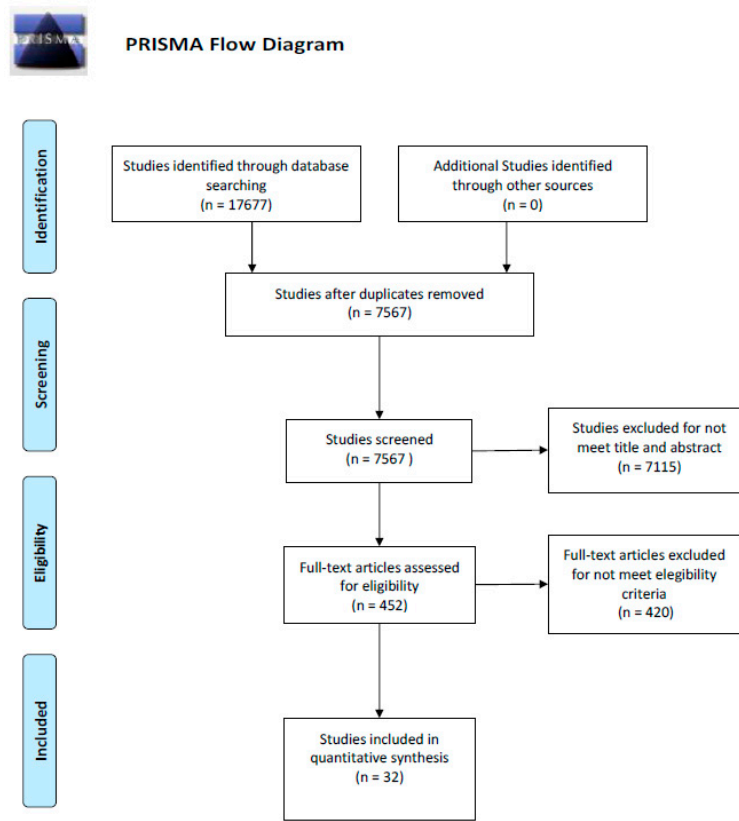 PRISMA
PRISMA Flow Diagram
Identification
Studies identified through database
searching
(n = 17677)
Additional Studies identified
through other sources
(n = 0)
Studies after duplicates removed
(n = 7567)
Screening
Studies screened
(n = 7567 )
Studies excluded for not
meet title and abstract
(n = 7115)
Eligibility
Full-text articles assessed
for eligibility
(n = 452)
Full-text articles excluded
for not meet elegibility
criteria
(n = 420)
Included
Studies included in
quantitative synthesis
(n = 32)